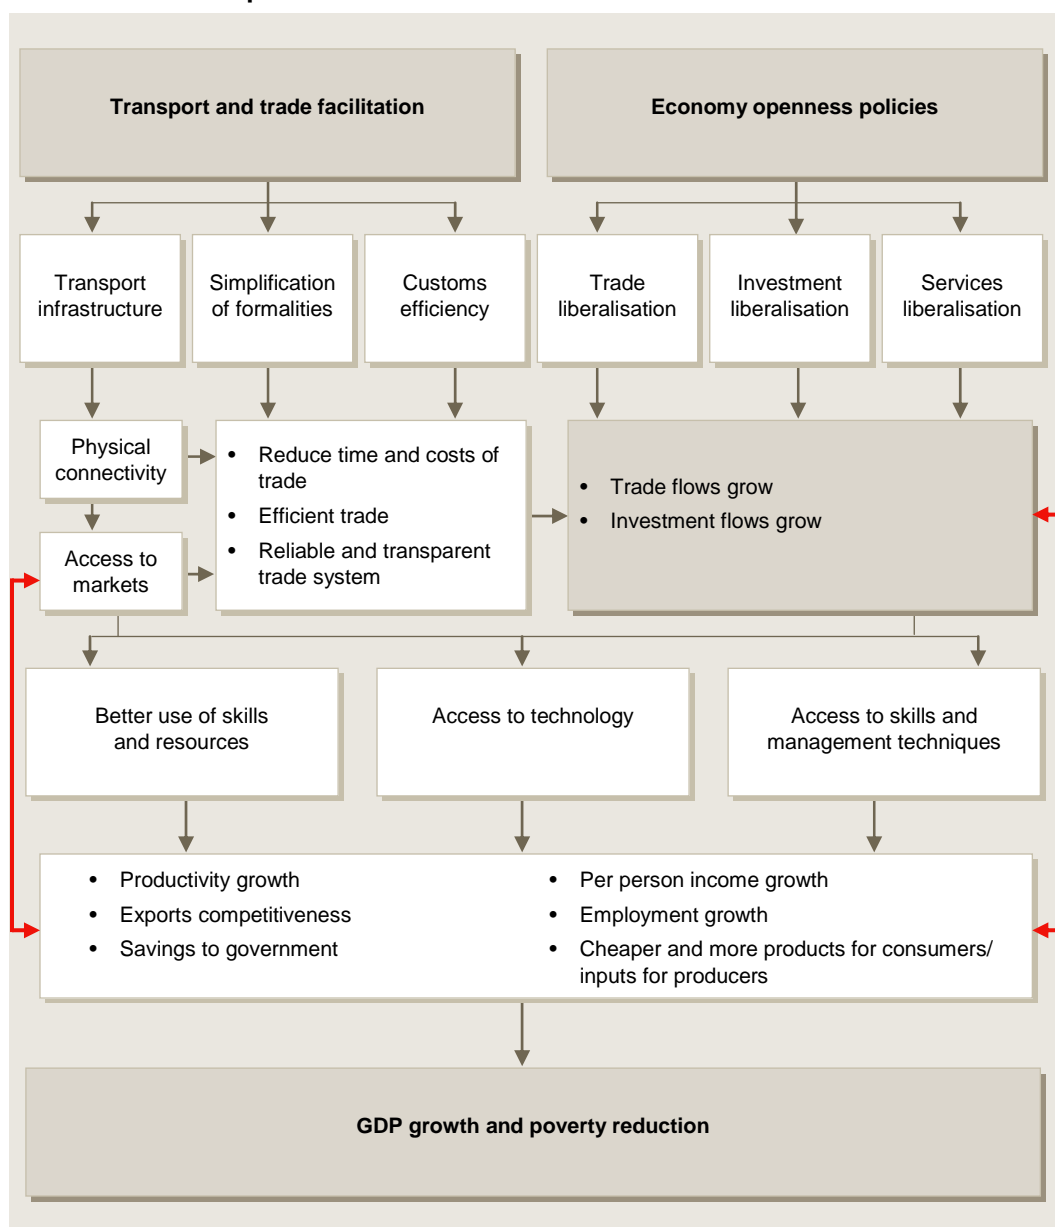 Transport and trade facilitation
Economy openness policies
Transport
infrastructure
Simplification
of formalities
Customs
efficiency
Trade
liberalisation
Investment
liberalisation
Services
liberalisation
Physical
connectivity
Access to
markets
• Reduce time and costs of
trade
• Efficient trade
• Reliable and transparent
trade system
• Trade flows grow
• Investment flows grow
Better use of skills
and resources
Access to technology
Access to skills and
management techniques
• Productivity growth
• Exports competitiveness
• Savings to government
• Per person income growth
• Employment growth
• Cheaper and more products for consumers/
inputs for producers
GDP growth and poverty reduction